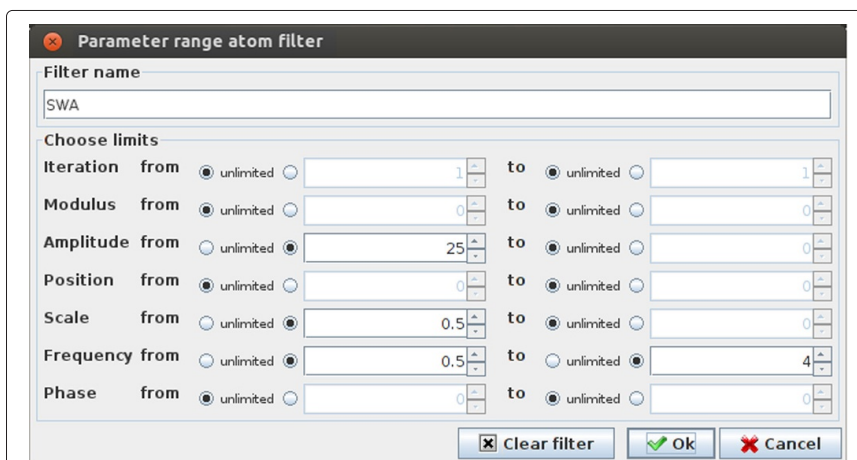 Parameter range atom filter
Filter name
SWA
Choose limits
Iteration from unlimited 1 to unlimited 1
Modulus from unlimited 0 to unlimited 0
Amplitude from unlimited 25 to unlimited 0
Position from unlimited 0 to unlimited 0
Scale from unlimited 0.5 to unlimited 0
Frequency from unlimited 0.5 to unlimited 4
Phase from unlimited 0 to unlimited 0
Clear filter Ok Cancel